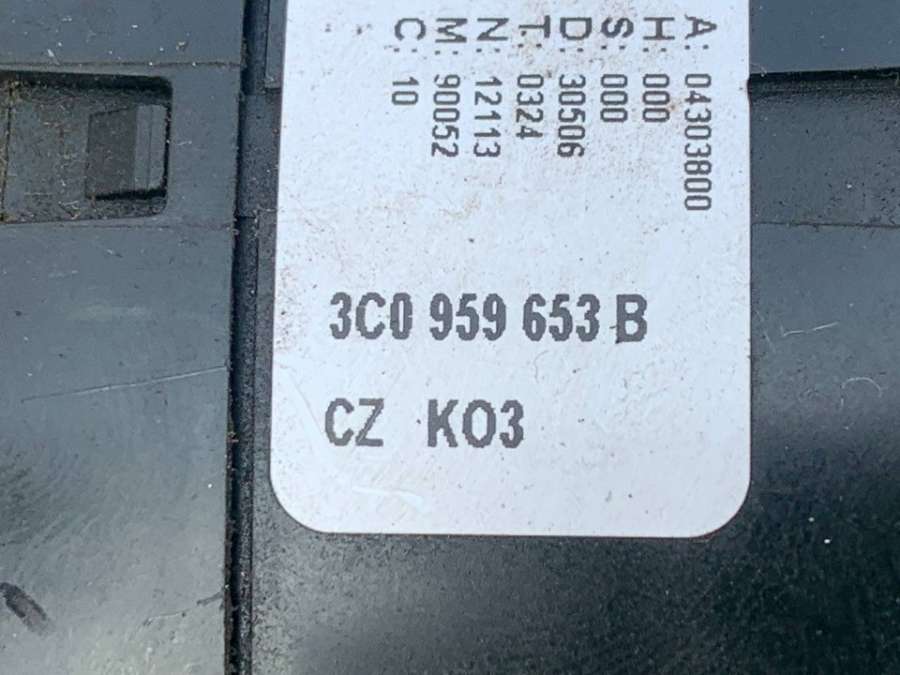 A: 04303800
H: 000
S: 000
D: 30506
T: 0324
N: 12113
M: 90052
C: 10
3C0 959 653 B
CZ KO3